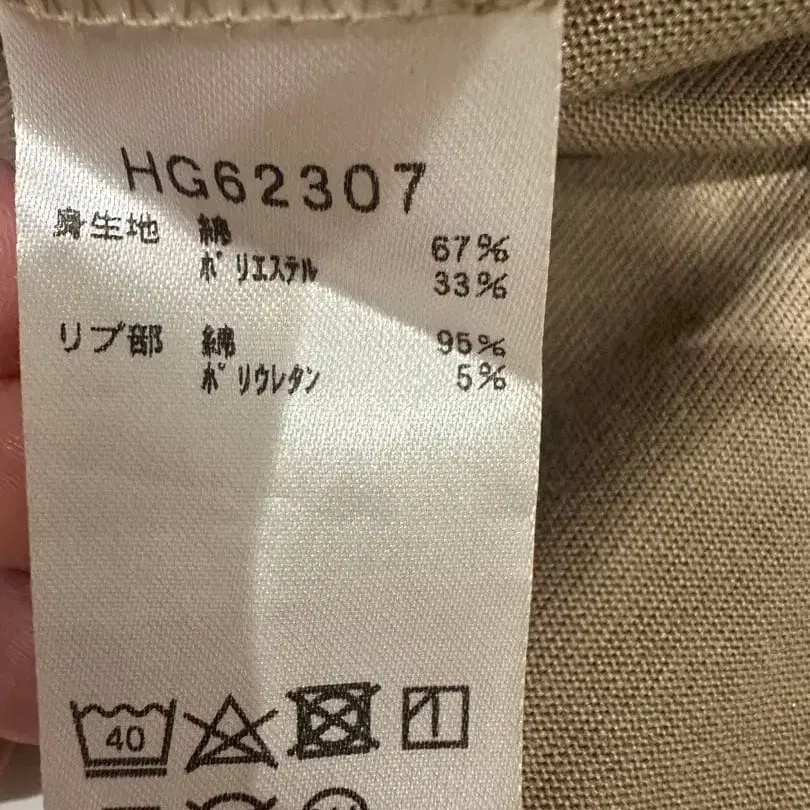 HG62307
身生地 綿 67%
ポリエステル 33%
リブ部 綿 95%
ポリウレタン 5%
40